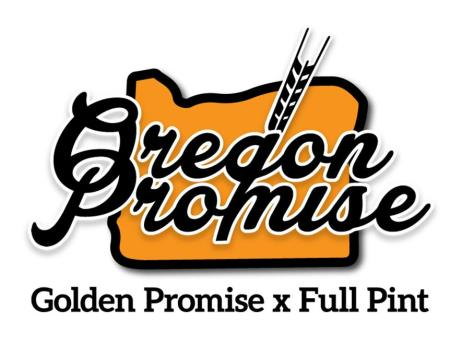 Oregon
Promise
Golden Promise x Full Pint